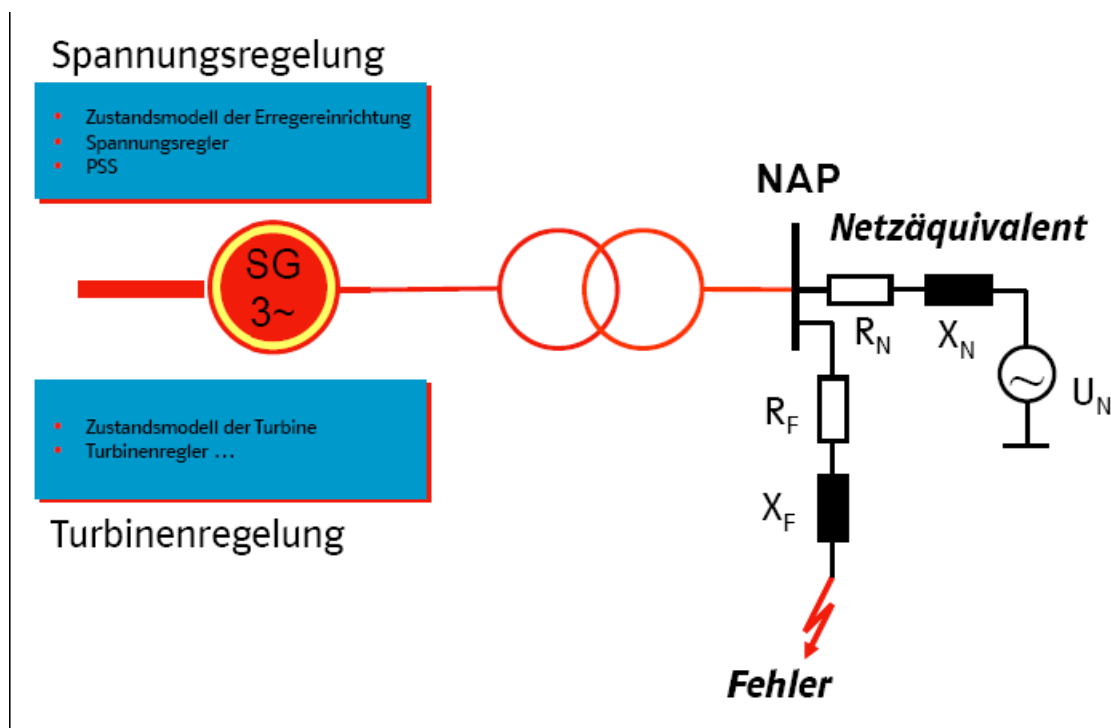 Spannungsregelung
• Zustandsmodell der Erregereinrichtung
• Spannungsregler
• PSS
NAP
Netzäquivalent
SG
3~
R_N
X_N
~
U_N
R_F
X_F
• Zustandsmodell der Turbine
• Turbinenregler ...
Turbinenregelung
Fehler